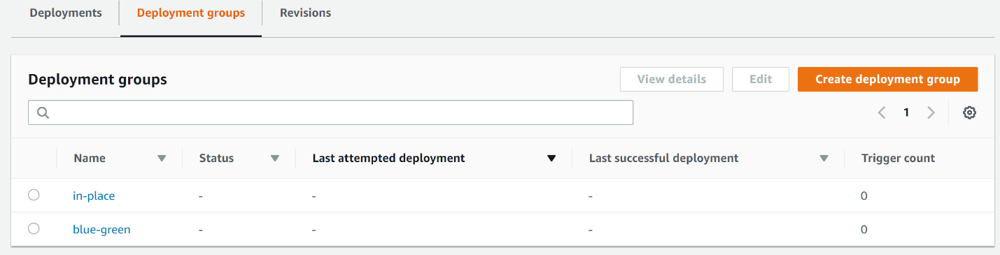 Deployments Deployment groups Revisions
Deployment groups View details Edit Create deployment group
1
Name Status Last attempted deployment Last successful deployment Trigger count
in-place - - - 0
blue-green - - - 0